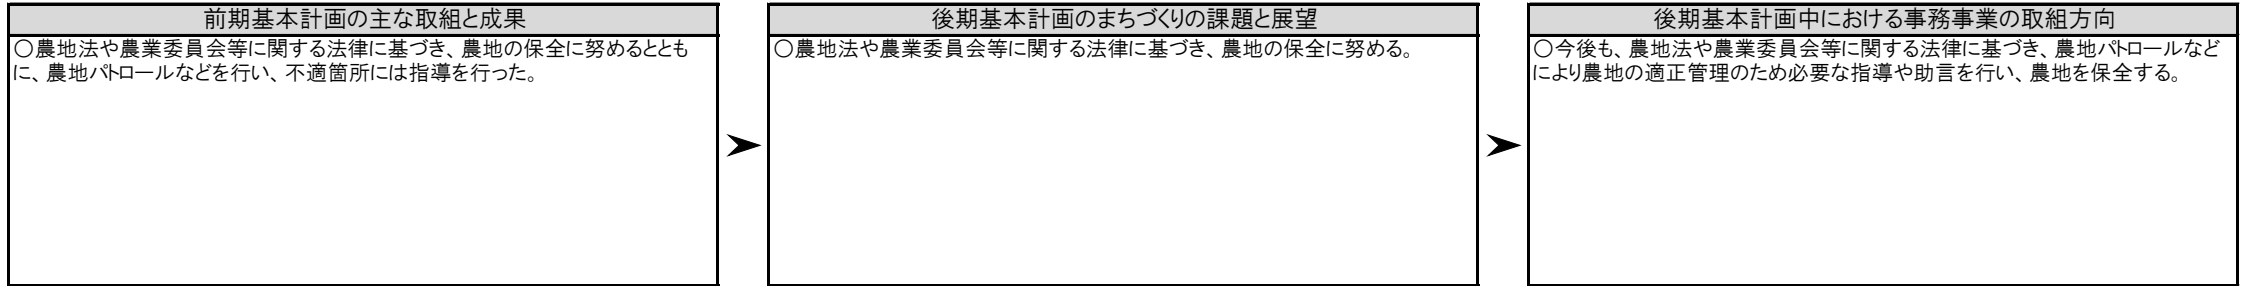 前期基本計画の主な取組と成果
○農地法や農業委員会等に関する法律に基づき、農地の保全に努めるととも
に、農地パトロールなどを行い、不適箇所には指導を行った。
後期基本計画のまちづくりの課題と展望
○農地法や農業委員会等に関する法律に基づき、農地の保全に努める。
後期基本計画中における事務事業の取組方向
○今後も、農地法や農業委員会等に関する法律に基づき、農地パトロールなど
により農地の適正管理のため必要な指導や助言を行い、農地を保全する。